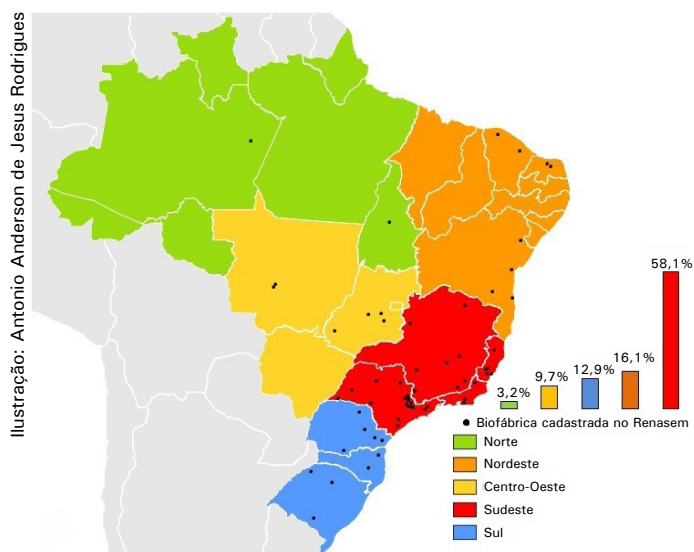 Ilustração: Antonio Anderson de Jesus Rodrigues
58,1%
16,1%
12,9%
9,7%
3,2%
Biofábrica cadastrada no Renasem
Norte
Nordeste
Centro-Oeste
Sudeste
Sul